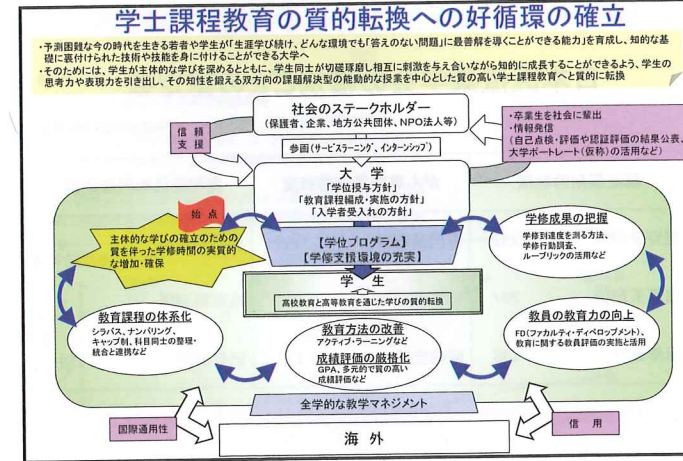 学士課程教育の質的転換への好循環の確立
・予測困難な今の時代を生きる若者や学生が「生涯学び続け、どんな環境でも「答えのない問題」に最善解を導くことができる能力」を育成し、知的な基
礎に裏付けられた技術や技能を身に付けることができる大学へ
・そのためには、学生が主体的な学びを深めるとともに、学生同士が切磋琢磨し相互に刺激を与え合いながら知的に成長することができるよう、学生の
思考力や表現力を引き出し、その知性を鍛える双方向の課題解決型の能動的な授業を中心とした質の高い学士課程教育へと質的に転換
社会のステークホルダー
(保護者、企業、地方公共団体、NPO法人等)
信頼
支援
・卒業生を社会に輩出
・情報発信
(自己点検・評価や認証評価の結果公表、
大学ポートレート(仮称)の活用など)
参画(サービスラーニング、インターンシップ)
大 学
「学位授与方針」
「教育課程編成・実施の方針」
「入学者受入れの方針」
始 点
主体的な学びの確立のための
質を伴った学修時間の実質的
な増加・確保
【学位プログラム】
【学修支援環境の充実】
学修成果の把握
学修到達度を測る方法、
学修行動調査、
ルーブリックの活用など
学 生
高校教育と高等教育を通じた学びの質的転換
教育課程の体系化
シラバス、ナンバリング、
キャップ制、科目同士の整理・
統合と連携など
教育方法の改善
アクティブ・ラーニングなど
成績評価の厳格化
GPA、多元的で質の高い
成績評価など
教員の教育力の向上
FD(ファカルティ・ディベロップメント)、
教育に関する教員評価の実施と活用
全学的な教学マネジメント
国際通用性
海 外
信 用